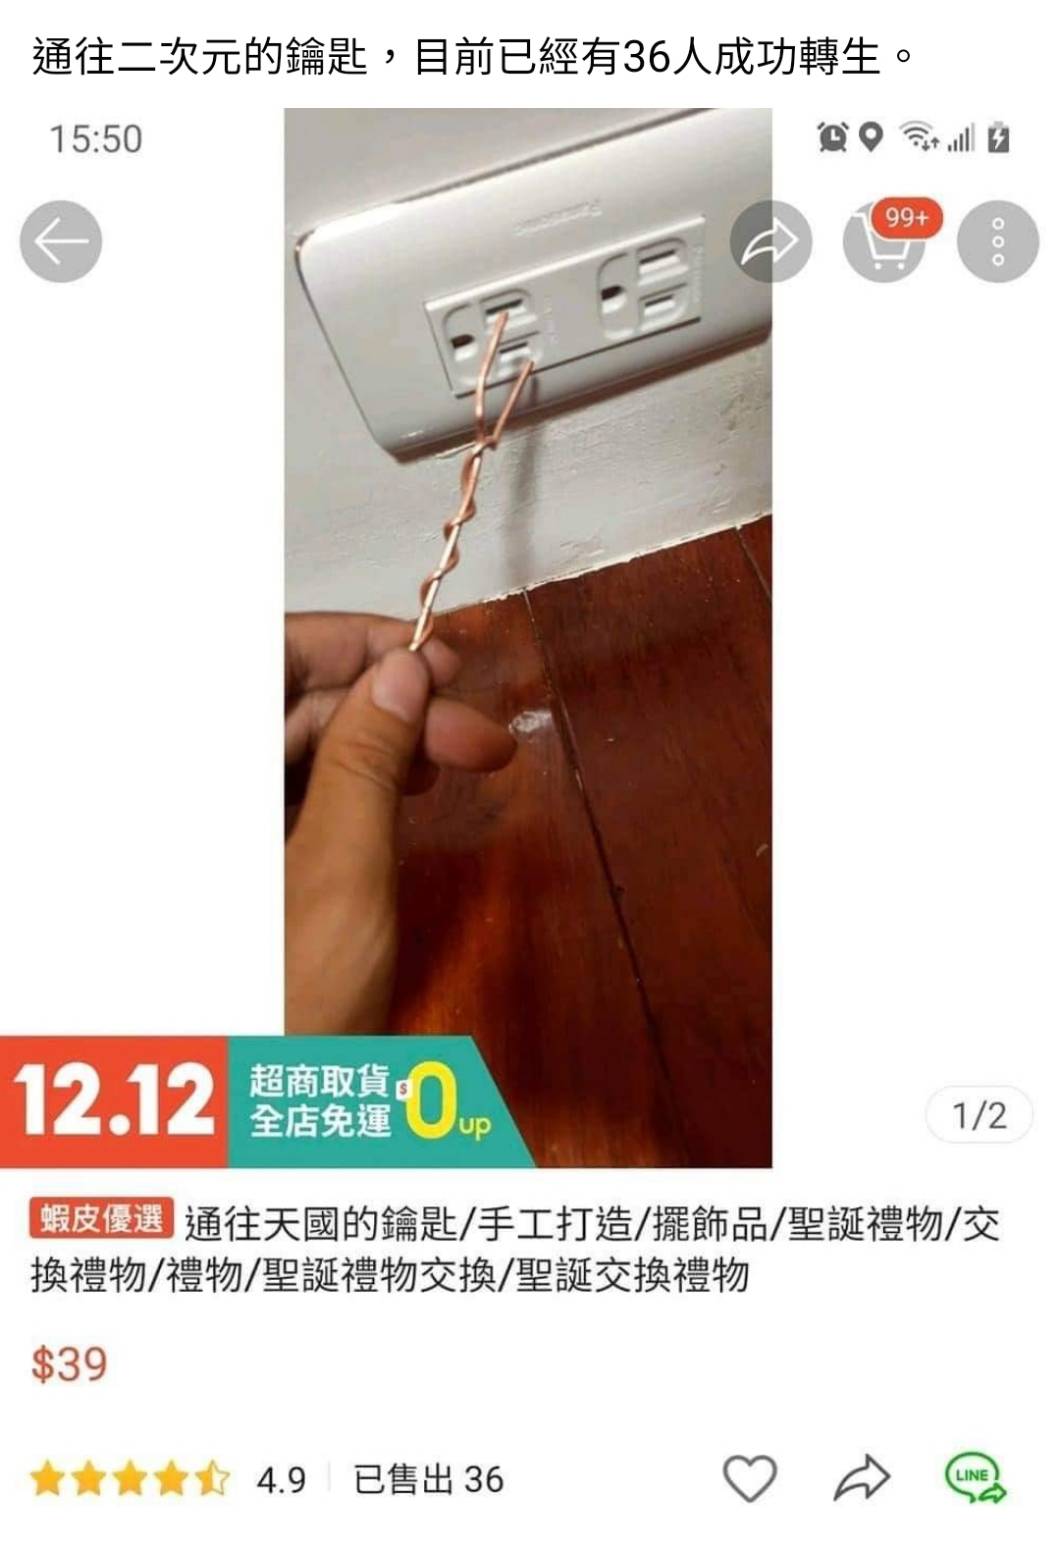 通往二次元的鑰匙，目前已經有36人成功轉生。
15:50
99+
12.12
超商取貨
全店免運
$0up
1/2
蝦皮優選 通往天國的鑰匙/手工打造/擺飾品/聖誕禮物/交
換禮物/禮物/聖誕禮物交換/聖誕交換禮物
$39
4.9
已售出 36
LINE